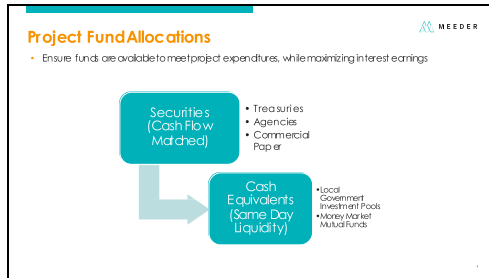 MEEDER
Project Fund Allocations
• Ensure funds are available to meet project expenditures, while maximizing interest earnings
Securities
(Cash Flow
Matched)
• Treasuries
• Agencies
• Commercial
Paper
Cash
Equivalents
(Same Day
Liquidity)
•Local
Government
Investment Pools
•Money Market
Mutual Funds